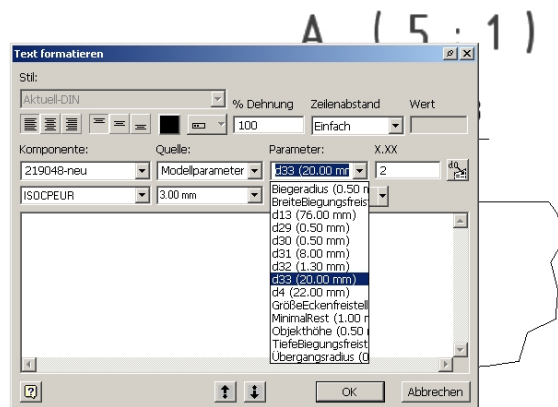 A ( 5 : 1 )
Text formatieren
Stil:
Aktuell-DIN
% Dehnung
Zeilenabstand
Wert
100
Einfach
Komponente:
Quelle:
Parameter:
X.XX
219048-neu
Modellparameter
d33 (20.00 mr
2
ISOCPEUR
3.00 mm
Biegeradius (0.50 n
BreiteBiegungsfreist
d13 (76.00 mm)
d29 (0.50 mm)
d30 (0.50 mm)
d31 (8.00 mm)
d32 (1.30 mm)
d33 (20.00 mm)
d4 (22.00 mm)
GrößeEckenfreistell
MinimalRest (1.00 r
Objekthöhe (0.50 r
TiefeBiegungsfreist
Übergangsradius (0
OK
Abbrechen